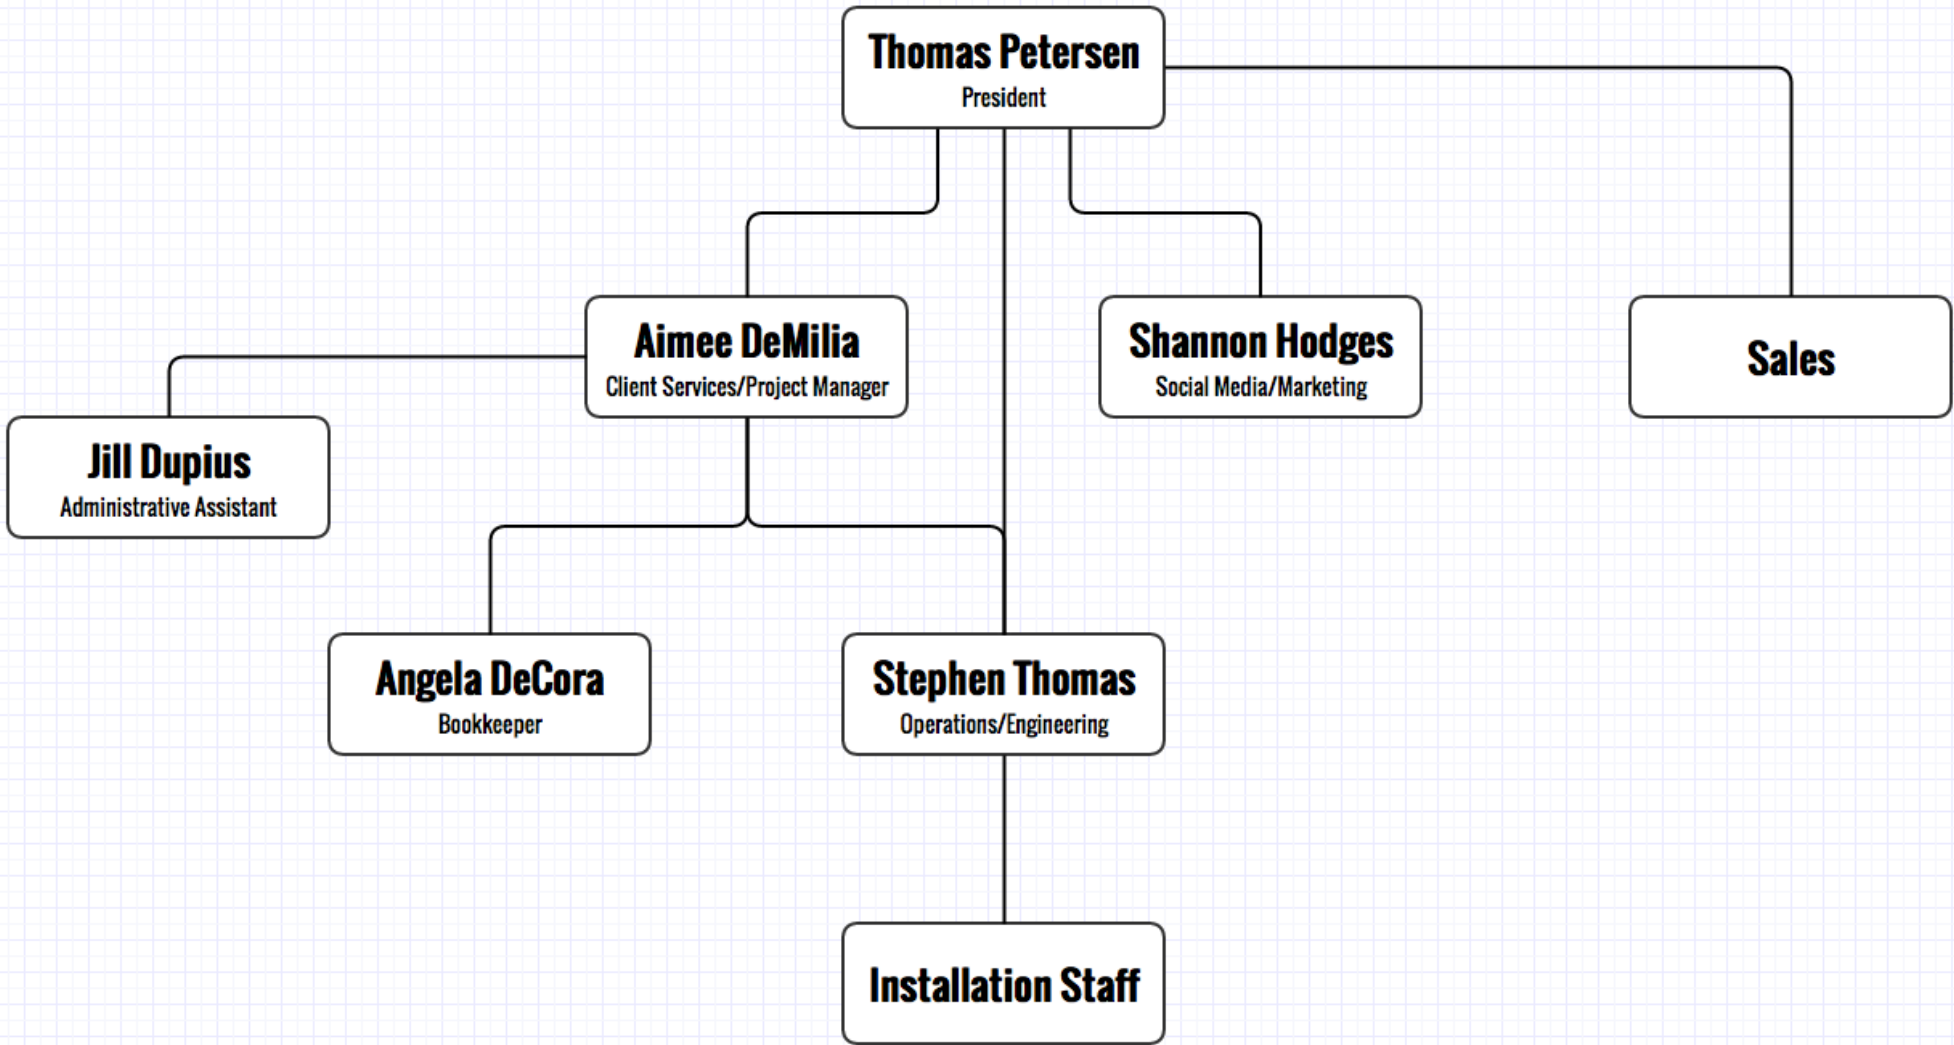 Thomas Petersen
President
Aimee DeMilia
Client Services/Project Manager
Shannon Hodges
Social Media/Marketing
Sales
Jill Dupius
Administrative Assistant
Angela DeCora
Bookkeeper
Stephen Thomas
Operations/Engineering
Installation Staff